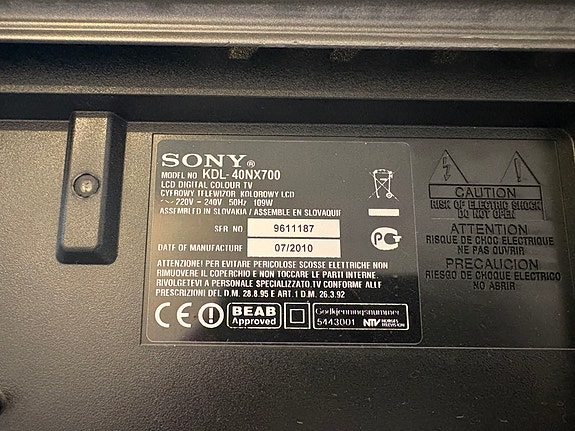 SONY®
MODEL NO KDL-40NX700
LCD DIGITAL COLOUR TV
CYFROWY TELEWIZOR KOLOROWY LCD
220V - 240V 50Hz 109W
ASSEMBLED IN SLOVAKIA / ASSEMBLE EN SLOVAQUIE
SER NO. 9611187
DATE OF MANUFACTURE 07/2010
ATTENZIONE! PER EVITARE PERICOLOSE SCOSSE ELETTRICHE NON
RIMUOVERE IL COPERCHIO E NON TOCCARE LE PARTI INTERNE.
RIVOLGETEVI A PERSONALE SPECIALIZZATO.TV CONFORME ALLE
PRESCRIZIONI DEL D.M. 28.8.95 E ART.1 D.M. 26.3.92
CE
BEAB
Approved
Godkjenningsnummer
5443001 NTV NORGES
TELEVISION
CAUTION
RISK OF ELECTRIC SHOCK
DO NOT OPEN
ATTENTION
RISQUE DE CHOC ELECTRIQUE
NE PAS OUVRIR
PRECAUCION
RIESGO DE CHOQUE ELECTRICO
NO ABRIR